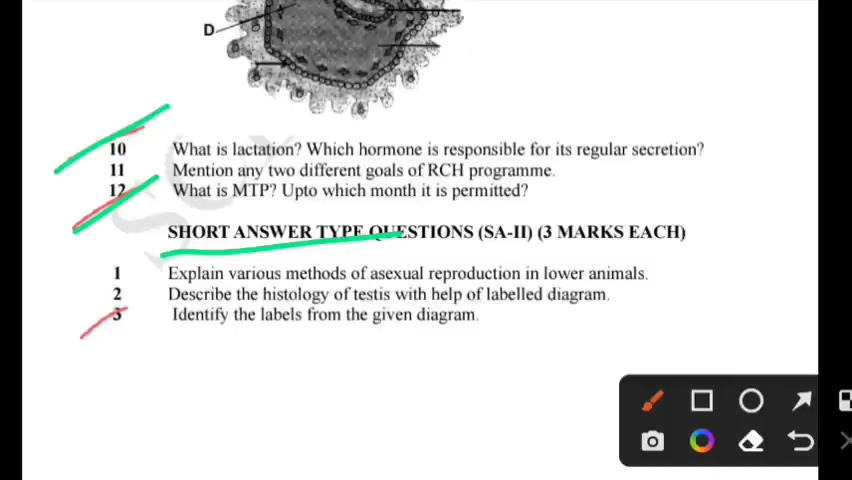 D
10 What is lactation? Which hormone is responsible for its regular secretion?
11 Mention any two different goals of RCH programme.
12 What is MTP? Upto which month it is permitted?
SHORT ANSWER TYPE QUESTIONS (SA-II) (3 MARKS EACH)
1 Explain various methods of asexual reproduction in lower animals.
2 Describe the histology of testis with help of labelled diagram.
3 Identify the labels from the given diagram.